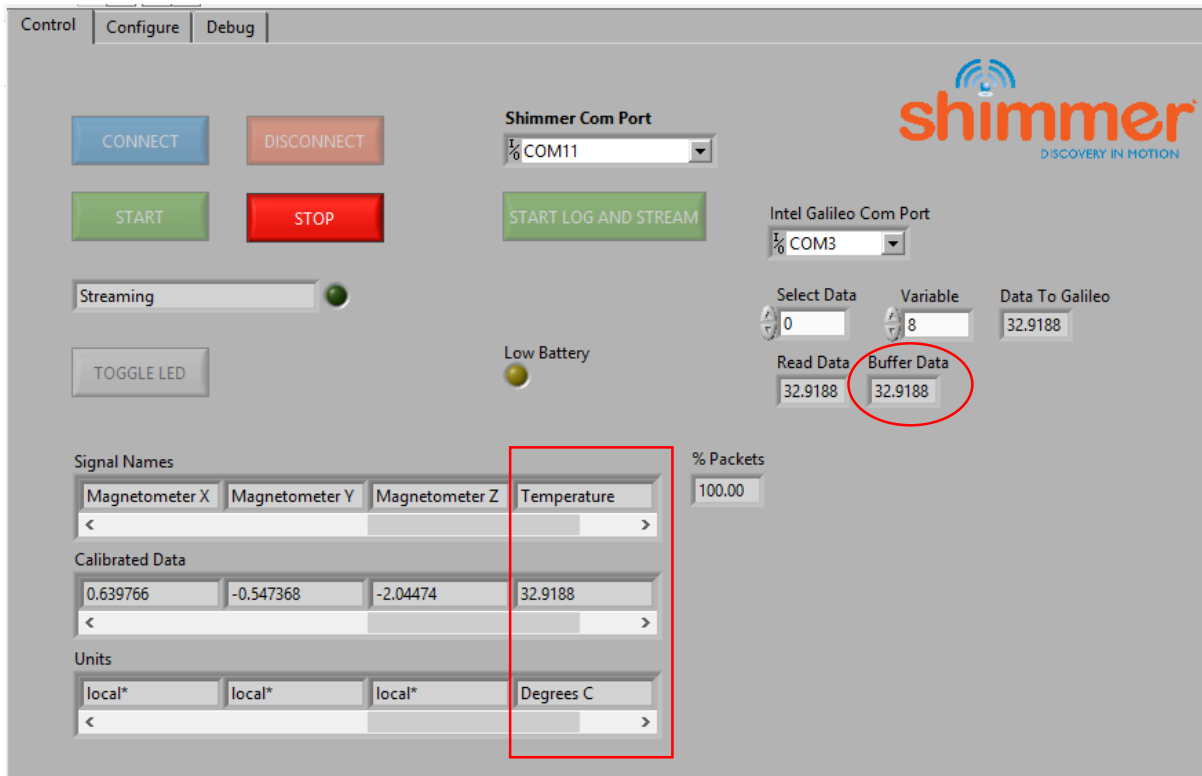 Control Configure Debug
shimmer
DISCOVERY IN MOTION
CONNECT DISCONNECT
Shimmer Com Port
COM11
START STOP START LOG AND STREAM
Intel Galileo Com Port
COM3
Streaming
Select Data Variable Data To Galileo
0 8 32.9188
TOGGLE LED
Low Battery
Read Data Buffer Data
32.9188 32.9188
Signal Names
Magnetometer X Magnetometer Y Magnetometer Z Temperature
% Packets
100.00
Calibrated Data
0.639766 -0.547368 -2.04474 32.9188
Units
local* local* local* Degrees C